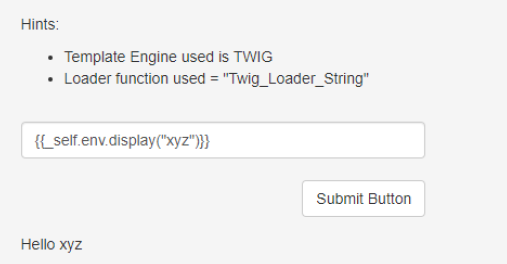 Hints:
• Template Engine used is TWIG
• Loader function used = "Twig_Loader_String"
{{_self.env.display("xyz")}}
Submit Button
Hello xyz